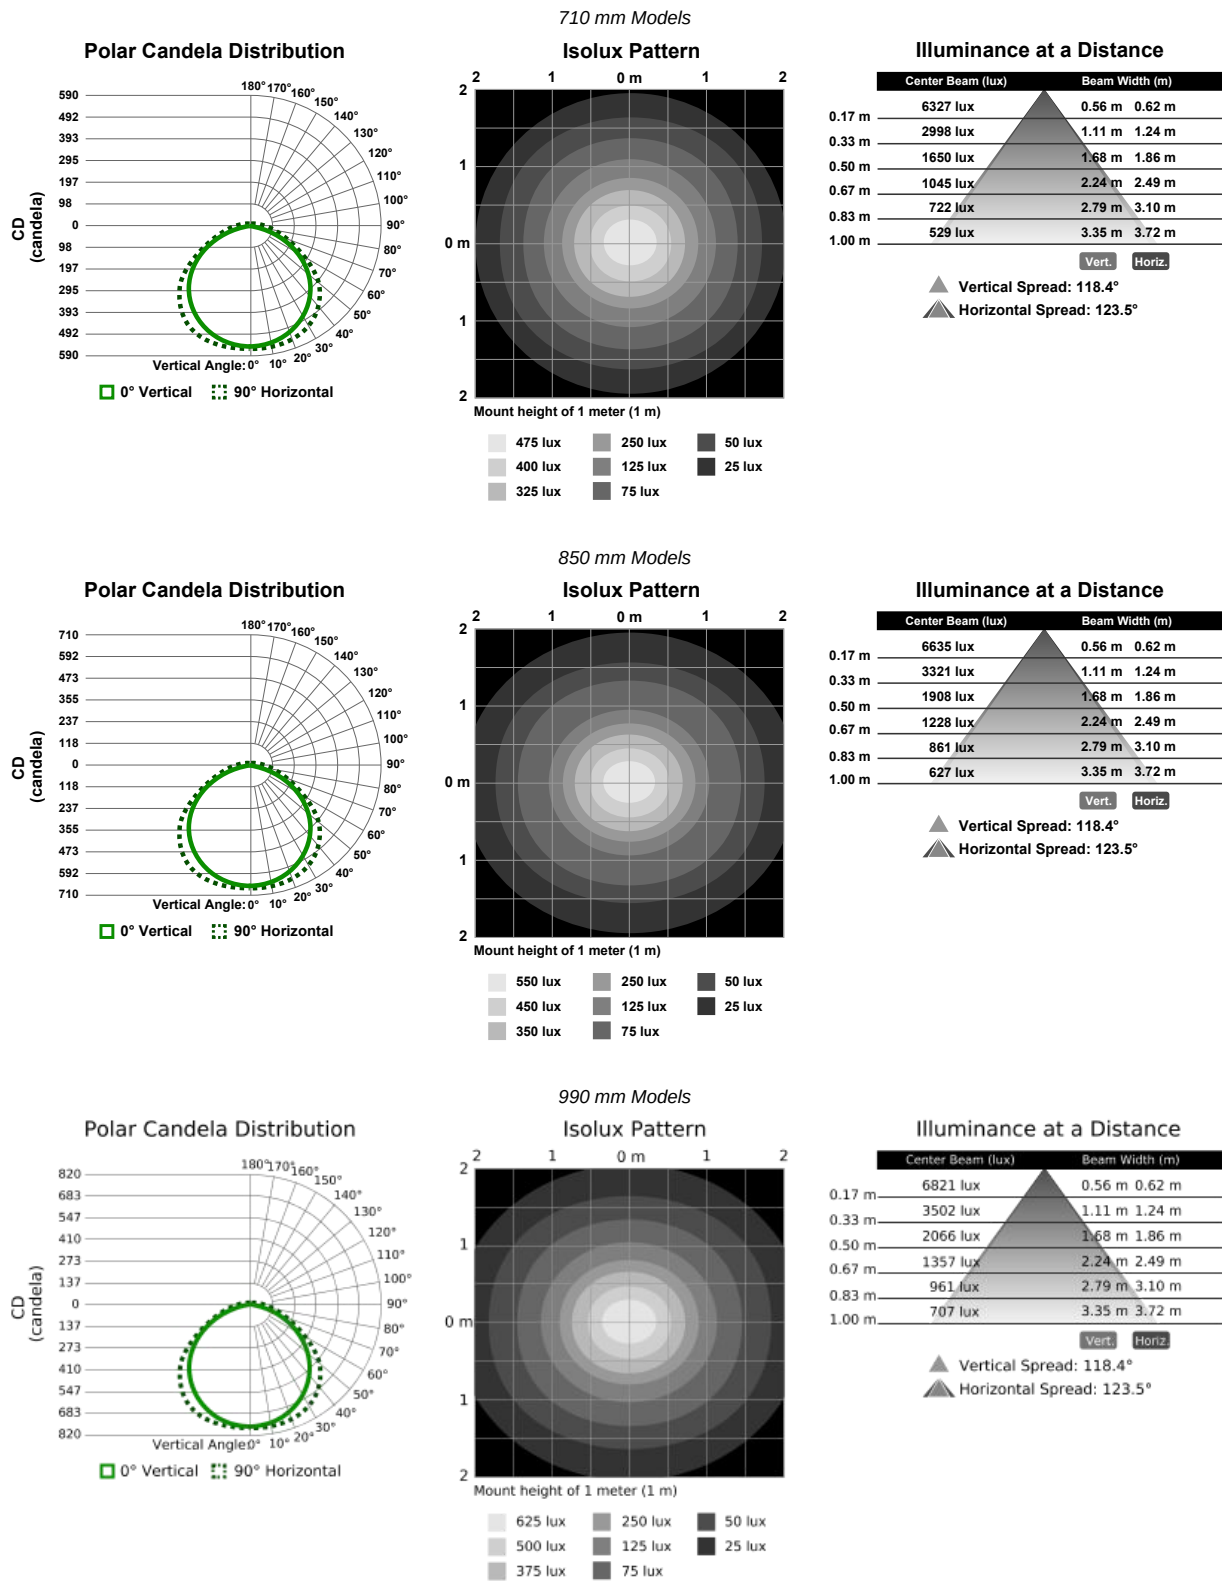 710 mm Models
Polar Candela Distribution
590
492
393
295
197
98
0
98
197
295
393
492
590
CD
(candela)
180° 170° 160° 150° 140° 130° 120° 110° 100° 90° 80° 70° 60° 50° 40° 30° 20° 10°
Vertical Angle: 0°
0° Vertical 90° Horizontal
Isolux Pattern
2 1 0 m 1 2
2
1
0 m
1
2
Mount height of 1 meter (1 m)
475 lux 250 lux 50 lux
400 lux 125 lux 25 lux
325 lux 75 lux
Illuminance at a Distance
Center Beam (lux) Beam Width (m)
0.17 m 6327 lux 0.56 m 0.62 m
0.33 m 2998 lux 1.11 m 1.24 m
0.50 m 1650 lux 1.68 m 1.86 m
0.67 m 1045 lux 2.24 m 2.49 m
0.83 m 722 lux 2.79 m 3.10 m
1.00 m 529 lux 3.35 m 3.72 m
Vert. Horiz.
Vertical Spread: 118.4°
Horizontal Spread: 123.5°
850 mm Models
Polar Candela Distribution
710
592
473
355
237
118
0
118
237
355
473
592
710
CD
(candela)
180° 170° 160° 150° 140° 130° 120° 110° 100° 90° 80° 70° 60° 50° 40° 30° 20° 10°
Vertical Angle: 0°
0° Vertical 90° Horizontal
Isolux Pattern
2 1 0 m 1 2
2
1
0 m
1
2
Mount height of 1 meter (1 m)
550 lux 250 lux 50 lux
450 lux 125 lux 25 lux
350 lux 75 lux
Illuminance at a Distance
Center Beam (lux) Beam Width (m)
0.17 m 6635 lux 0.56 m 0.62 m
0.33 m 3321 lux 1.11 m 1.24 m
0.50 m 1908 lux 1.68 m 1.86 m
0.67 m 1228 lux 2.24 m 2.49 m
0.83 m 861 lux 2.79 m 3.10 m
1.00 m 627 lux 3.35 m 3.72 m
Vert. Horiz.
Vertical Spread: 118.4°
Horizontal Spread: 123.5°
990 mm Models
Polar Candela Distribution
820
683
547
410
273
137
0
137
273
410
547
683
820
CD
(candela)
180° 170° 160° 150° 140° 130° 120° 110° 100° 90° 80° 70° 60° 50° 40° 30° 20° 10°
Vertical Angle: 0°
0° Vertical 90° Horizontal
Isolux Pattern
2 1 0 m 1 2
2
1
0 m
1
2
Mount height of 1 meter (1 m)
625 lux 250 lux 50 lux
500 lux 125 lux 25 lux
375 lux 75 lux
Illuminance at a Distance
Center Beam (lux) Beam Width (m)
0.17 m 6821 lux 0.56 m 0.62 m
0.33 m 3502 lux 1.11 m 1.24 m
0.50 m 2066 lux 1.68 m 1.86 m
0.67 m 1357 lux 2.24 m 2.49 m
0.83 m 961 lux 2.79 m 3.10 m
1.00 m 707 lux 3.35 m 3.72 m
Vert. Horiz.
Vertical Spread: 118.4°
Horizontal Spread: 123.5°